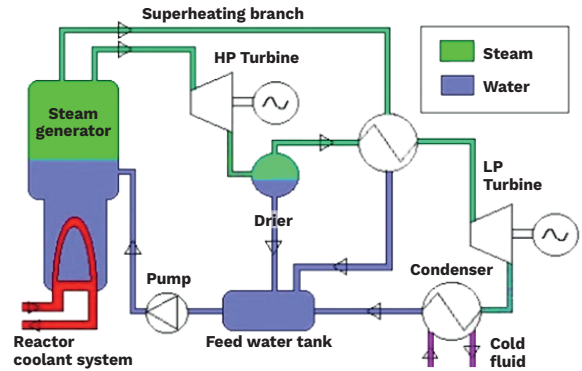 Superheating branch
HP Turbine
Steam
Water
Steam
generator
LP
Turbine
Drier
Condenser
Pump
Feed water tank
Reactor
coolant system
Cold
fluid